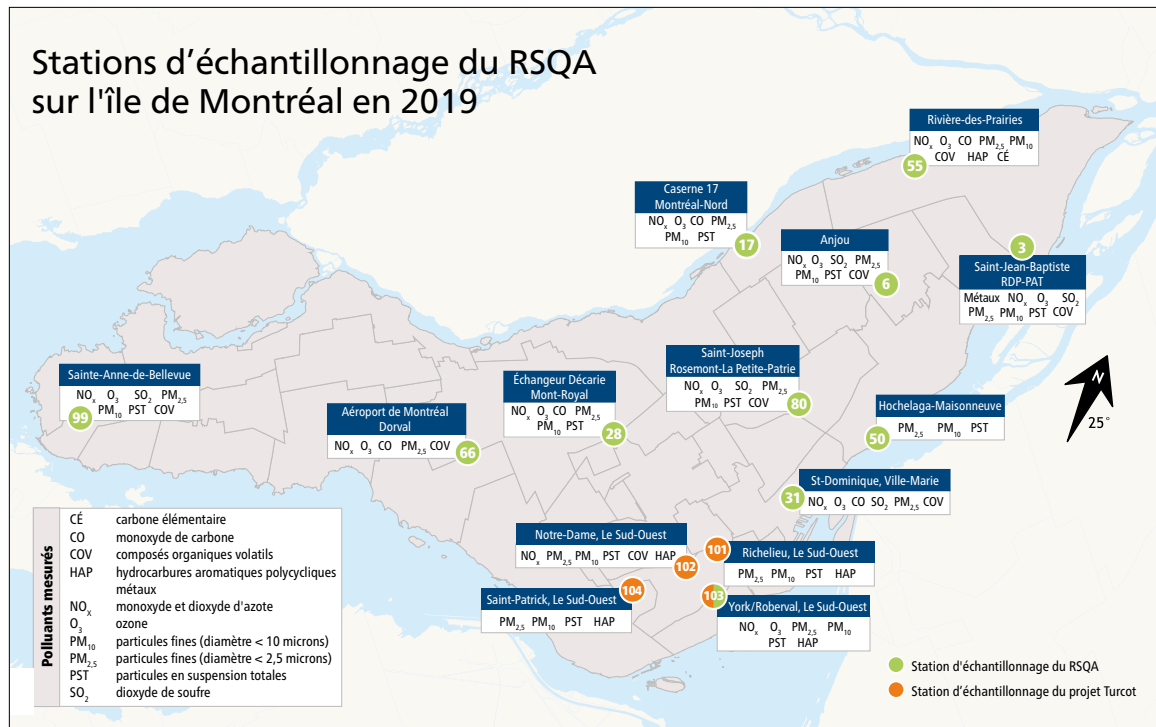 Stations d'échantillonnage du RSQA
sur l'île de Montréal en 2019
Rivière-des-Prairies
NOₓ O₃ CO PM₂,₅ PM₁₀
COV HAP CÉ
55
Caserne 17
Montréal-Nord
NOₓ O₃ CO PM₂,₅
PM₁₀ PST
17
Anjou
NOₓ O₃ SO₂ PM₂,₅
PM₁₀ PST COV
6
3
Saint-Jean-Baptiste
RDP-PAT
Métaux NOₓ O₃ SO₂
PM₂,₅ PM₁₀ PST COV
Sainte-Anne-de-Bellevue
NOₓ O₃ SO₂ PM₂,₅
PM₁₀ PST COV
99
Aéroport de Montréal
Dorval
NOₓ O₃ CO PM₂,₅ COV
66
Échangeur Décarie
Mont-Royal
NOₓ O₃ CO PM₂,₅
PM₁₀ PST
28
Saint-Joseph
Rosemont-La Petite-Patrie
NOₓ O₃ SO₂ PM₂,₅
PM₁₀ PST COV
80
Hochelaga-Maisonneuve
PM₂,₅ PM₁₀ PST
50
N
25°
St-Dominique, Ville-Marie
NOₓ O₃ CO SO₂ PM₂,₅ COV
31
Notre-Dame, Le Sud-Ouest
NOₓ PM₂,₅ PM₁₀ PST COV HAP
102
101
Richelieu, Le Sud-Ouest
PM₂,₅ PM₁₀ PST HAP
Saint-Patrick, Le Sud-Ouest
PM₂,₅ PM₁₀ PST HAP
104
103
York/Roberval, Le Sud-Ouest
NOₓ O₃ PM₂,₅ PM₁₀
PST HAP
Polluants mesurés
CÉ carbone élémentaire
CO monoxyde de carbone
COV composés organiques volatils
HAP hydrocarbures aromatiques polycycliques
métaux
NOₓ monoxyde et dioxyde d'azote
O₃ ozone
PM₁₀ particules fines (diamètre < 10 microns)
PM₂,₅ particules fines (diamètre < 2,5 microns)
PST particules en suspension totales
SO₂ dioxyde de soufre
Station d'échantillonnage du RSQA
Station d'échantillonnage du projet Turcot